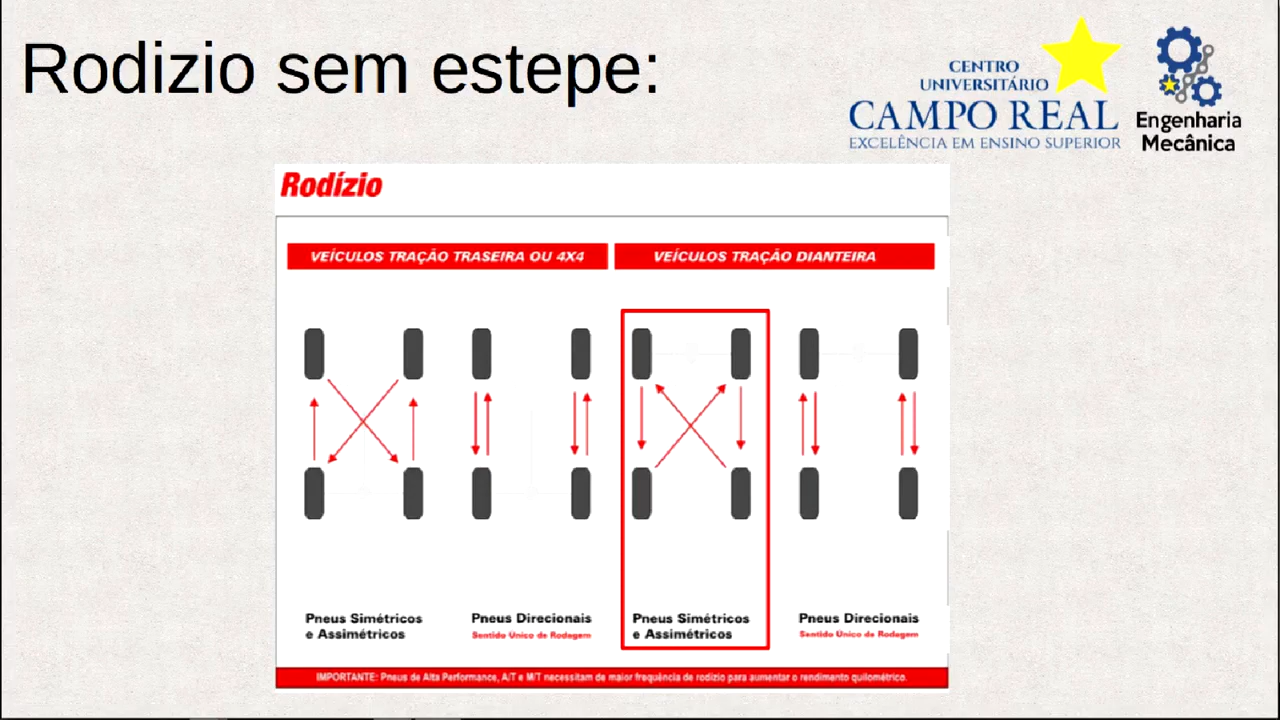 Rodizio sem estepe:
CENTRO
UNIVERSITÁRIO
CAMPO REAL
EXCELÊNCIA EM ENSINO SUPERIOR
Engenharia
Mecânica
Rodízio
VEÍCULOS TRAÇÃO TRASEIRA OU 4X4
VEÍCULOS TRAÇÃO DIANTEIRA
Pneus Simétricos
e Assimétricos
Pneus Direcionais
Sentido Unico de Rodagem
Pneus Simétricos
e Assimétricos
Pneus Direcionais
Sentido Unico de Rodagem
IMPORTANTE: Pneus de Alta Performance, A/T e M/T necessitam de maior frequência de rodízio para aumentar o rendimento quilométrico.